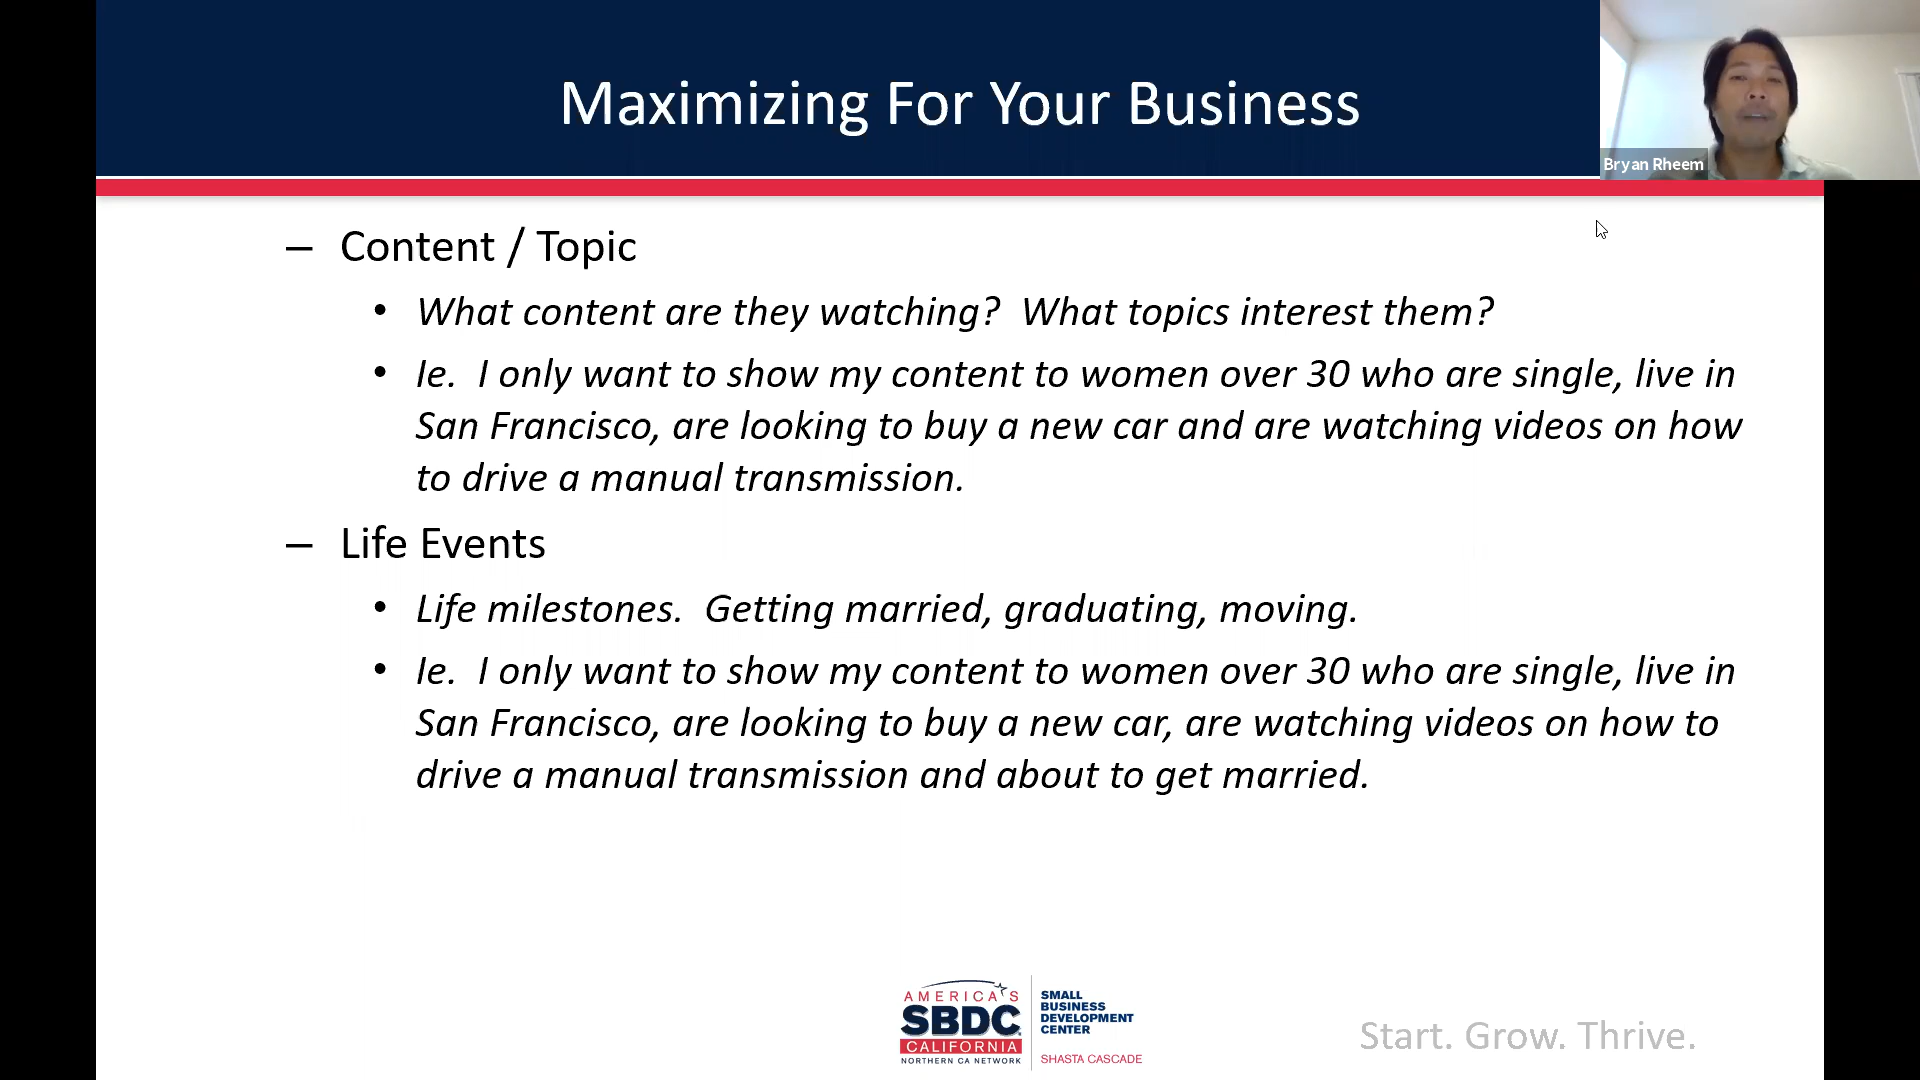 Maximizing For Your Business
Bryan Rheem
– Content / Topic
• What content are they watching?  What topics interest them?
• Ie.  I only want to show my content to women over 30 who are single, live in
San Francisco, are looking to buy a new car and are watching videos on how
to drive a manual transmission.
– Life Events
• Life milestones.  Getting married, graduating, moving.
• Ie.  I only want to show my content to women over 30 who are single, live in
San Francisco, are looking to buy a new car, are watching videos on how to
drive a manual transmission and about to get married.
AMERICA'S
SBDC
CALIFORNIA
NORTHERN CA NETWORK
SMALL
BUSINESS
DEVELOPMENT
CENTER
SHASTA CASCADE
Start. Grow. Thrive.